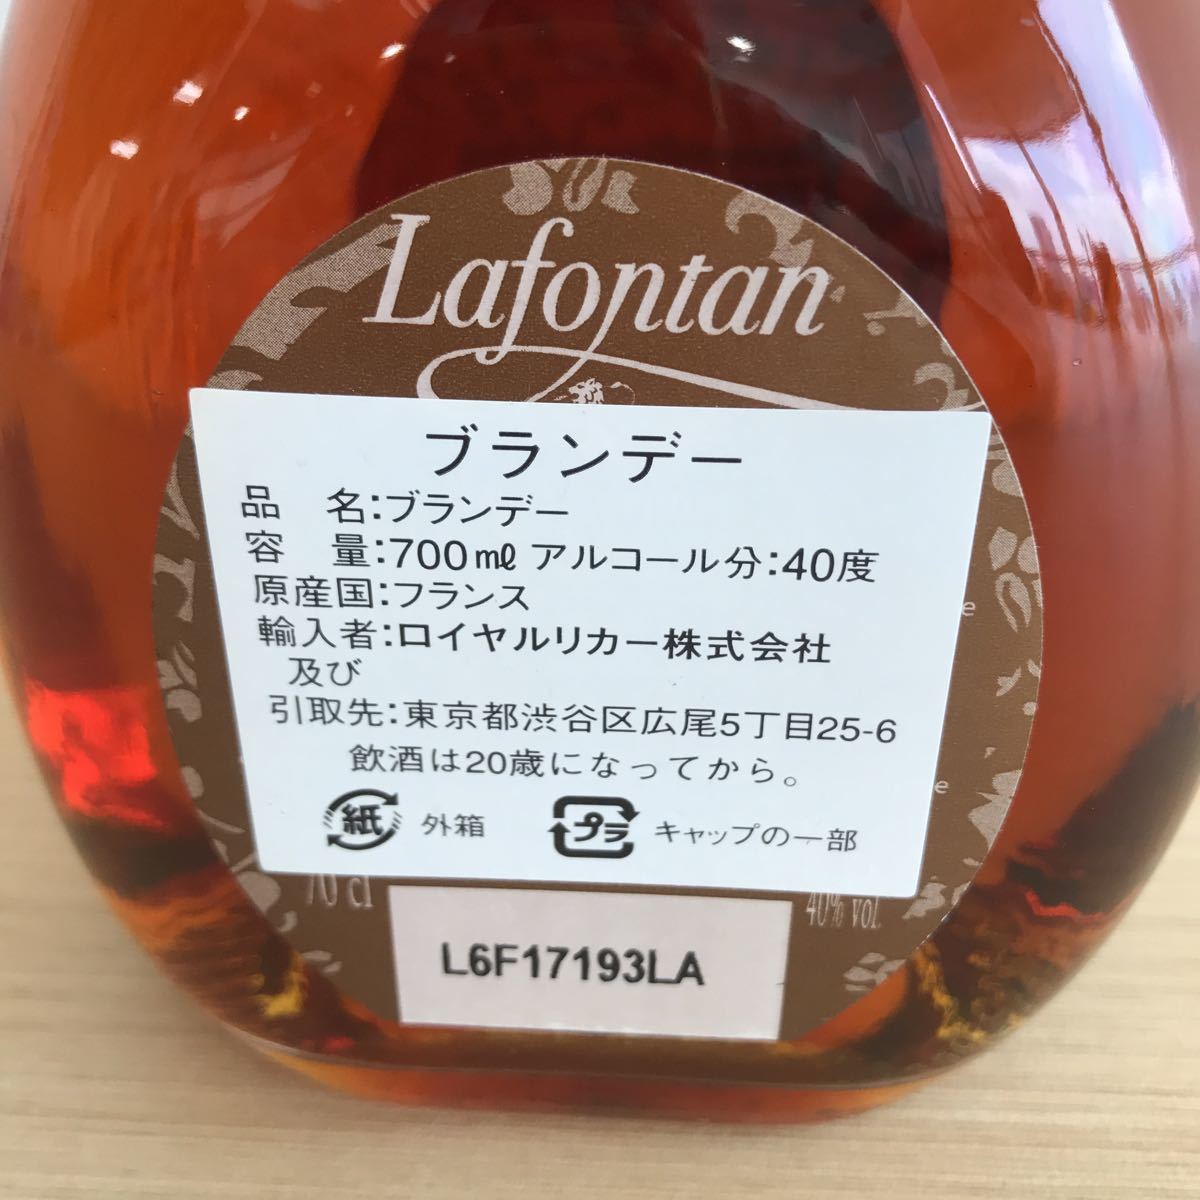 Lafontan
ブランデー
品 名:ブランデー
容 量:700㎖ アルコール分:40度
原産国:フランス
輸入者:ロイヤルリカー株式会社
及び
引取先:東京都渋谷区広尾5丁目25-6
飲酒は20歳になってから。
紙 外箱 プラ キャップの一部
70 cl 40% vol.
L6F17193LA